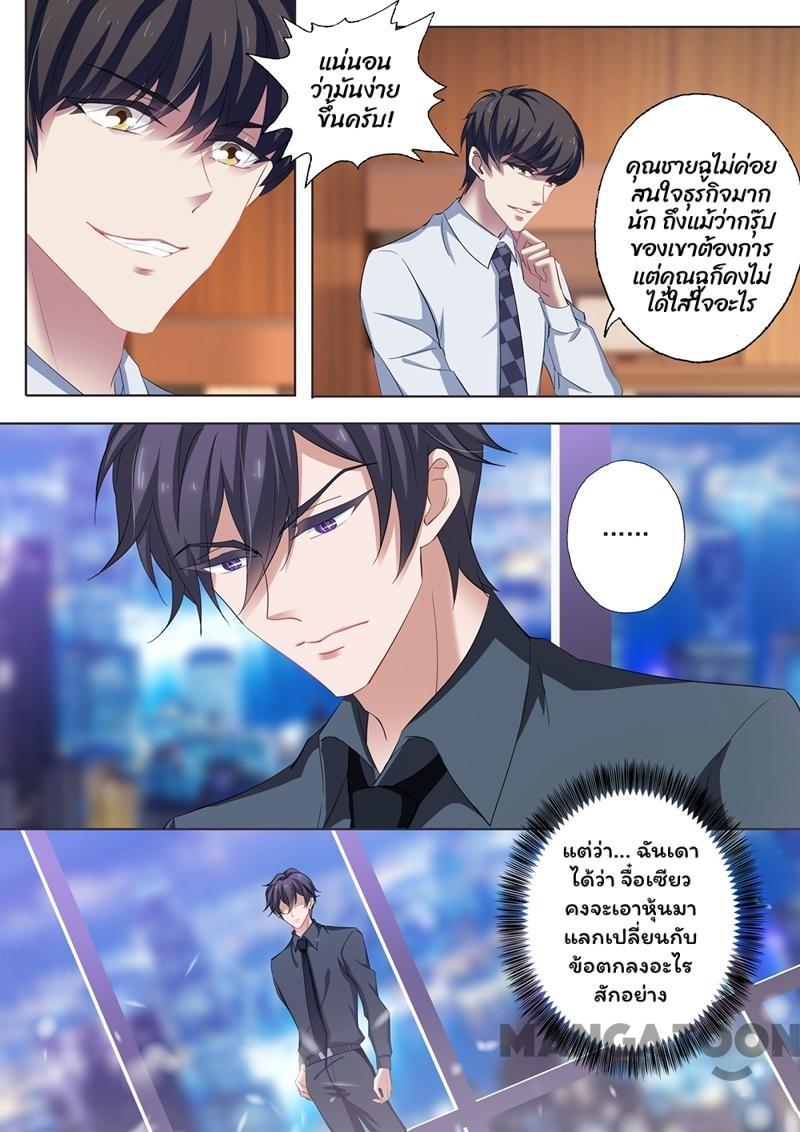 แน่นอน
ว่ามันง่าย
ขึ้นครับ!
คุณชายฉูไม่ค่อย
สนใจธุรกิจมาก
นัก ถึงแม้ว่ากรุ๊ป
ของเขาต้องการ
แต่คุณฉูก็คงไม่
ได้ใส่ใจอะไร
......
แต่ว่า... ฉันเดา
ได้ว่า จื๋อเซียว
คงจะเอาหุ้นมา
แลกเปลี่ยนกับ
ข้อตกลงอะไร
สักอย่าง
MANGATOON